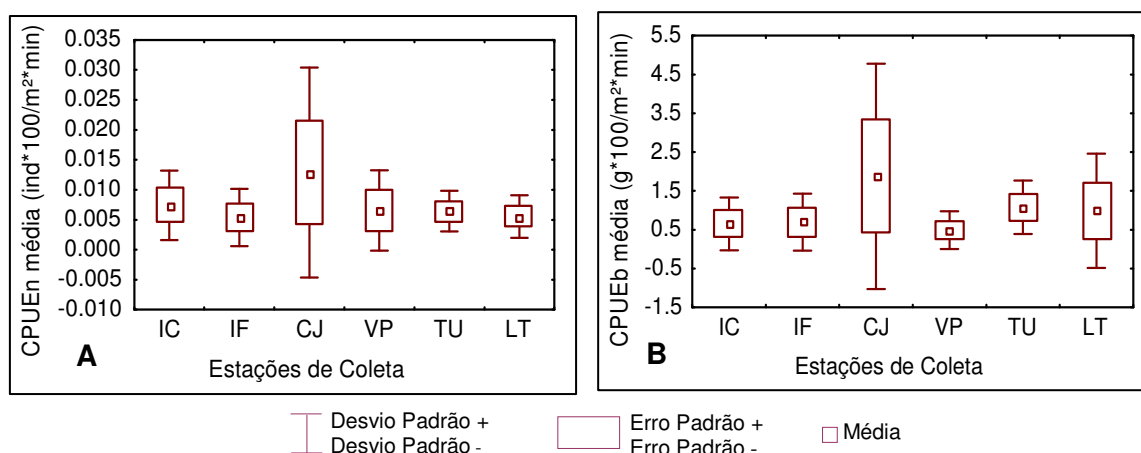 CPUEn média (ind*100/m²*min)
0.035
0.030
0.025
0.020
0.015
0.010
0.005
0.000
-0.005
-0.010
IC IF CJ VP TU LT
A
Estações de Coleta
CPUEb média (g*100/m²*min)
5.5
4.5
3.5
2.5
1.5
0.5
-0.5
-1.5
IC IF CJ VP TU LT
B
Estações de Coleta
Desvio Padrão +
Desvio Padrão -
Erro Padrão +
Erro Padrão -
Média